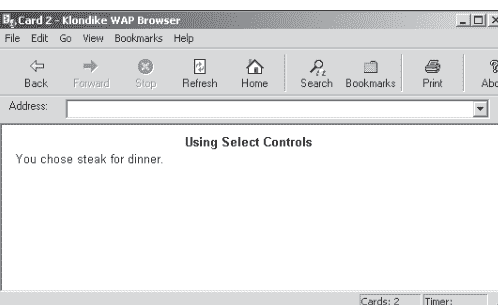 Card 2 - Klondike WAP Browser
File Edit Go View Bookmarks Help
Back Forward Stop Refresh Home Search Bookmarks Print Abo
Address:
Using Select Controls
You chose steak for dinner.
Cards: 2 Timer: